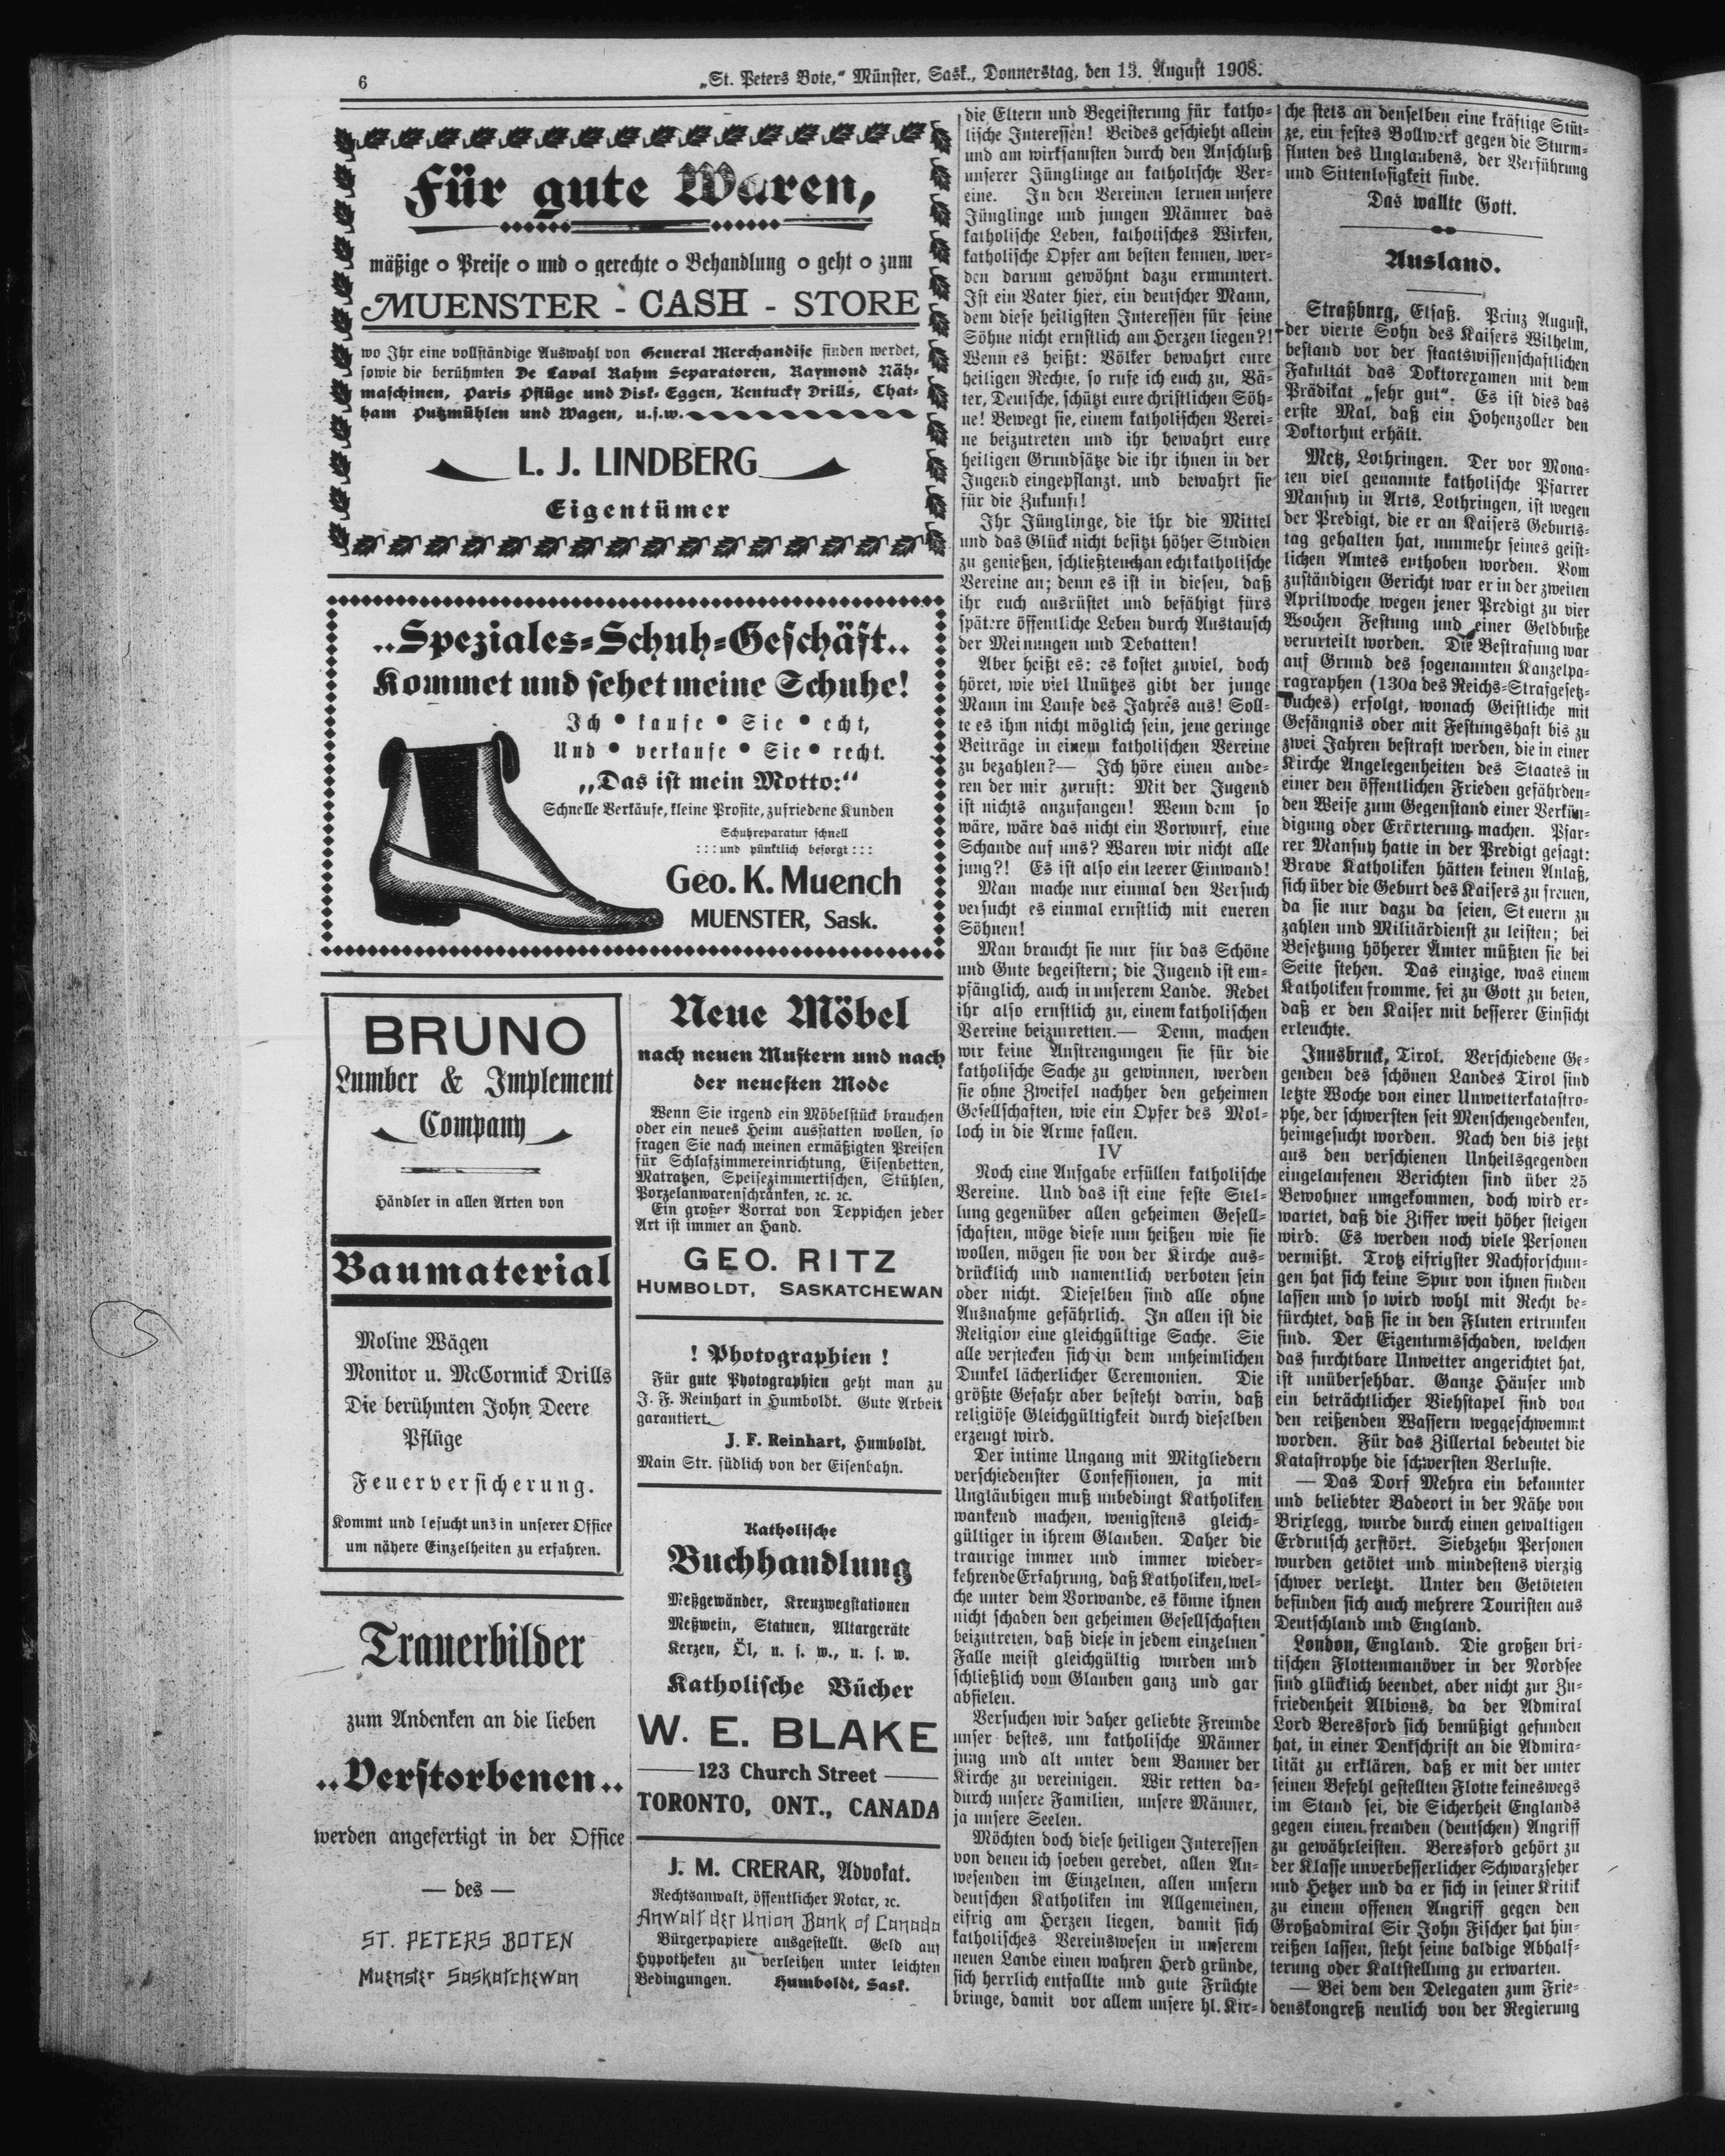 6
„St. Peters Bote,“ Münster, Sask., Donnerstag, den 13. August 1908.
Für gute Waren,
mäßige o Preise o und o gerechte o Behandlung o geht o zum
MUENSTER - CASH - STORE
wo Ihr eine vollständige Auswahl von General Merchandise finden werdet,
sowie die berühmten De Laval Rahm Separatoren, Raymond Näh-
maschinen, Paris Pflüge und Disk-Eggen, Kentucky Drills, Chat-
ham Putzmühlen und Wagen, u.s.w.
L. J. LINDBERG
Eigentümer
..Speziales-Schuh-Geschäft..
Kommet und sehet meine Schuhe!
Ich • kaufe • Sie • echt,
Und • verkaufe • Sie • recht.
„Das ist mein Motto:“
Schnelle Verkäufe, kleine Profite, zufriedene Kunden
Schuhreparatur schnell
:::und pünktlich besorgt:::
Geo. K. Muench
MUENSTER, Sask.
BRUNO
Lumber & Implement
Company
Händler in allen Arten von
Baumaterial
Moline Wägen
Monitor u. McCormick Drills
Die berühmten John Deere
Pflüge
Feuerversicherung.
Kommt und besucht uns in unserer Office
um nähere Einzelheiten zu erfahren.
Trauerbilder
zum Andenken an die lieben
..Verstorbenen..
werden angefertigt in der Office
— des —
ST. PETERS BOTEN
Muenster Saskatchewan
Neue Möbel
nach neuen Mustern und nach
der neuesten Mode
Wenn Sie irgend ein Möbelstück brauchen
oder ein neues Heim ausstatten wollen, so
fragen Sie nach meinen ermäßigten Preisen
für Schlafzimmereinrichtung, Eisenbetten,
Matratzen, Speisezimmertischen, Stühlen,
Porzelanwarenschränken, ꝛc. ꝛc.
Ein großer Vorrat von Teppichen jeder
Art ist immer an Hand.
GEO. RITZ
HUMBOLDT, SASKATCHEWAN
! Photographien !
Für gute Photographien geht man zu
J. F. Reinhart in Humboldt. Gute Arbeit
garantiert.
J. F. Reinhart, Humboldt.
Main Str. südlich von der Eisenbahn.
Katholische
Buchhandlung
Meßgewänder, Kreuzwegstationen
Meßwein, Statuen, Altargeräte
Kerzen, Öl, u. s. w., u. s. w.
Katholische Bücher
W. E. BLAKE
123 Church Street
TORONTO, ONT., CANADA
J. M. CRERAR, Advokat.
Rechtsanwalt, öffentlicher Notar, ꝛc.
Anwalt der Union Bank of Canada
Bürgerpapiere ausgestellt. Geld auf
Hypotheken zu verleihen unter leichten
Bedingungen. Humboldt, Sask.
die Eltern und Begeisterung für katho-
lische Interessen! Beides geschieht allein
und am wirksamsten durch den Anschluß
unserer Jünglinge an katholische Ver-
eine. In den Vereinen lernen unsere
Jünglinge und jungen Männer das
katholische Leben, katholisches Wirken,
katholische Opfer am besten kennen, wer-
den darum gewöhnt dazu ermuntert.
Ist ein Vater hier, ein deutscher Mann,
dem diese heiligsten Interessen für seine
Söhne nicht ernstlich am Herzen liegen?!
Wenn es heißt: Völker bewahrt eure
heiligen Rechte, so rufe ich euch zu, Vä-
ter, Deutsche, schützt eure christlichen Söh-
ne! Bewegt sie, einem katholischen Verei-
ne beizutreten und ihr bewahrt eure
heiligen Grundsätze die ihr ihnen in der
Jugend eingepflanzt, und bewahrt sie
für die Zukunft!
Ihr Jünglinge, die ihr die Mittel
und das Glück nicht besitzt höher Studien
zu genießen, schließt euch an echt katholische
Vereine an; denn es ist in diesen, daß
ihr euch ausrüstet und befähigt fürs
spätere öffentliche Leben durch Austausch
der Meinungen und Debatten!
Aber heißt es: es kostet zuviel, doch
höret, wie viel Unützes gibt der junge
Mann im Laufe des Jahres aus! Soll-
te es ihm nicht möglich sein, jene geringe
Beiträge in einem katholischen Vereine
zu bezahlen?— Ich höre einen ande-
ren der mir zuruft: Mit der Jugend
ist nichts anzufangen! Wenn dem so
wäre, wäre das nicht ein Vorwurf, eine
Schande auf uns? Waren wir nicht alle
jung?! Es ist also ein leerer Einwand!
Man mache nur einmal den Versuch
versucht es einmal ernstlich mit eueren
Söhnen!
Man braucht sie nur für das Schöne
und Gute begeistern; die Jugend ist em-
pfänglich, auch in unserem Lande. Redet
ihr also ernstlich zu, einem katholischen
Vereine beizutretten.— Denn, machen
wir keine Anstrengungen sie für die
katholische Sache zu gewinnen, werden
sie ohne Zweifel nachher den geheimen
Gesellschaften, wie ein Opfer des Mol-
loch in die Arme fallen.
IV
Noch eine Aufgabe erfüllen katholische
Vereine. Und das ist eine feste Stel-
lung gegenüber allen geheimen Gesell-
schaften, möge diese nun heißen wie sie
wollen, mögen sie von der Kirche aus-
drücklich und namentlich verboten sein
oder nicht. Dieselben sind alle ohne
Ausnahme gefährlich. In allen ist die
Religion eine gleichgültige Sache. Sie
alle verstecken sich in dem unheimlichen
Dunkel lächerlicher Ceremonien. Die
größte Gefahr aber besteht darin, daß
religiöse Gleichgültigkeit durch dieselben
erzeugt wird.
Der intime Ungang mit Mitgliedern
verschiedenster Confessionen, ja mit
Ungläubigen muß unbedingt Katholiken
wankend machen, wenigstens gleich-
gültiger in ihrem Glauben. Daher die
traurige immer und immer wieder-
kehrende Erfahrung, daß Katholiken, wel-
che unter dem Vorwande, es könne ihnen
nicht schaden den geheimen Gesellschaften
beizutreten, daß diese in jedem einzelnen
Falle meist gleichgültig wurden und
schließlich vom Glauben ganz und gar
abfielen.
Versuchen wir daher geliebte Freunde
unser bestes, um katholische Männer
jung und alt unter dem Banner der
Kirche zu vereinigen. Wir retten da-
durch unsere Familien, unsere Männer,
ja unsere Seelen.
Möchten doch diese heiligen Interessen
von denen ich soeben geredet, allen An-
wesenden im Einzelnen, allen unsern
deutschen Katholiken im Allgemeinen,
eifrig am Herzen liegen, damit sich
katholisches Vereinswesen in unserem
neuen Lande einen wahren Herd gründe,
sich herrlich entfallte und gute Früchte
bringe, damit vor allem unsere hl. Kir-
che stets an denselben eine kräftige Stüt-
ze, ein festes Bollwerk gegen die Sturm-
fluten des Unglaubens, der Verführung
und Sittenlosigkeit finde.
Das wallte Gott.
Ausland.
Straßburg, Elsaß. Prinz August,
der vierte Sohn des Kaisers Wilhelm,
bestand vor der staatswissenschaftlichen
Fakultät das Doktorexamen mit dem
Prädikat „sehr gut“. Es ist dies das
erste Mal, daß ein Hohenzoller den
Doktorhut erhält.
Metz, Lothringen. Der vor Mona-
ten viel genannte katholische Pfarrer
Mansuy in Arts, Lothringen, ist wegen
der Predigt, die er an Kaisers Geburts-
tag gehalten hat, nunmehr seines geist-
lichen Amtes enthoben worden. Vom
zuständigen Gericht war er in der zweiten
Aprilwoche wegen jener Predigt zu vier
Wochen Festung und einer Geldbuße
verurteilt worden. Die Bestrafung war
auf Grund des sogenannten Kanzelpa-
ragraphen (130a des Reichs-Strafgesetz-
buches) erfolgt, wonach Geistliche mit
Gefängnis oder mit Festungshaft bis zu
zwei Jahren bestraft werden, die in einer
Kirche Angelegenheiten des Staates in
einer den öffentlichen Frieden gefährden-
den Weise zum Gegenstand einer Verkün-
digung oder Erörterung machen. Pfar-
rer Mansuy hatte in der Predigt gesagt:
Brave Katholiken hätten keinen Anlaß,
sich über die Geburt des Kaisers zu freuen,
da sie nur dazu da seien, Steuern zu
zahlen und Militärdienst zu leisten; bei
Besetzung höherer Ämter müßten sie bei
Seite stehen. Das einzige, was einem
Katholiken fromme, sei zu Gott zu beten,
daß er den Kaiser mit besserer Einsicht
erleuchte.
Innsbruck, Tirol. Verschiedene Ge-
genden des schönen Landes Tirol sind
letzte Woche von einer Unwetterkatastro-
phe, der schwersten seit Menschengedenken,
heimgesucht worden. Nach den bis jetzt
aus den verschienen Unheilsgegenden
eingelaufenen Berichten sind über 25
Bewohner umgekommen, doch wird er-
wartet, daß die Ziffer weit höher steigen
wird. Es werden noch viele Personen
vermißt. Trotz eifrigster Nachforschun-
gen hat sich keine Spur von ihnen finden
lassen und so wird wohl mit Recht be-
fürchtet, daß sie in den Fluten ertrunken
sind. Der Eigentumsschaden, welchen
das furchtbare Unwetter angerichtet hat,
ist unübersehbar. Ganze Häuser und
ein beträchtlicher Viehstapel sind von
den reißenden Wassern weggeschwemmt
worden. Für das Zillertal bedeutet die
Katastrophe die schwersten Verluste.
— Das Dorf Mehra ein bekannter
und beliebter Badeort in der Nähe von
Brixlegg, wurde durch einen gewaltigen
Erdrutsch zerstört. Siebzehn Personen
wurden getötet und mindestens vierzig
schwer verletzt. Unter den Getöteten
befinden sich auch mehrere Touristen aus
Deutschland und England.
London, England. Die großen bri-
tischen Flottenmanöver in der Nordsee
sind glücklich beendet, aber nicht zur Zu-
friedenheit Albions, da der Admiral
Lord Beresford sich bemüßigt gefunden
hat, in einer Denkschrift an die Admira-
lität zu erklären, daß er mit der unter
seinen Befehl gestellten Flotte keineswegs
im Stand sei, die Sicherheit Englands
gegen einen fremden (deutschen) Angriff
zu gewährleisten. Beresford gehört zu
der Klasse unverbesserlicher Schwarzseher
und Hetzer und da er sich in seiner Kritik
zu einem offenen Angriff gegen den
Großadmiral Sir John Fischer hat hin-
reißen lassen, steht seine baldige Abhalf-
terung oder Kaltstellung zu erwarten.
— Bei dem den Delegaten zum Frie-
denskongreß neulich von der Regierung